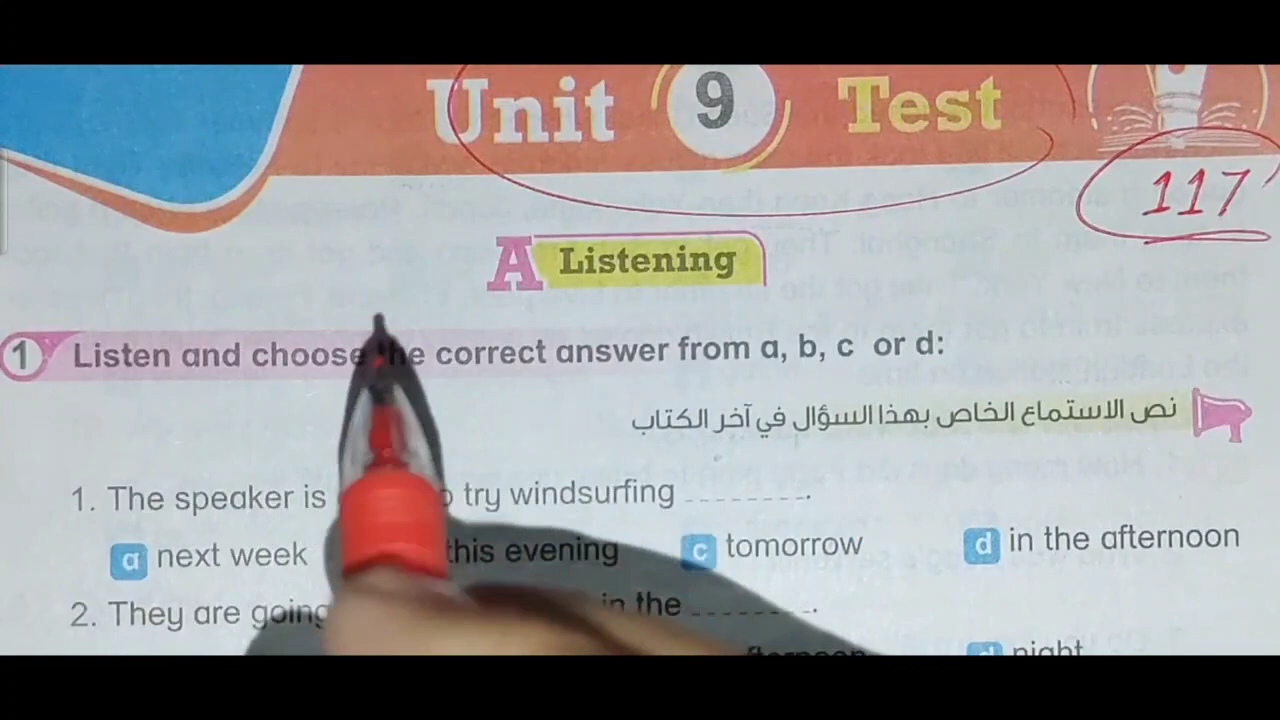 Unit 9 Test
117
A Listening
1 Listen and choose the correct answer from a, b, c or d:
نص الاستماع الخاص بهذا السؤال في آخر الكتاب
1. The speaker is try windsurfing ---------.
a next week this evening c tomorrow d in the afternoon
2. They are going in the ---------.
afternoon d night